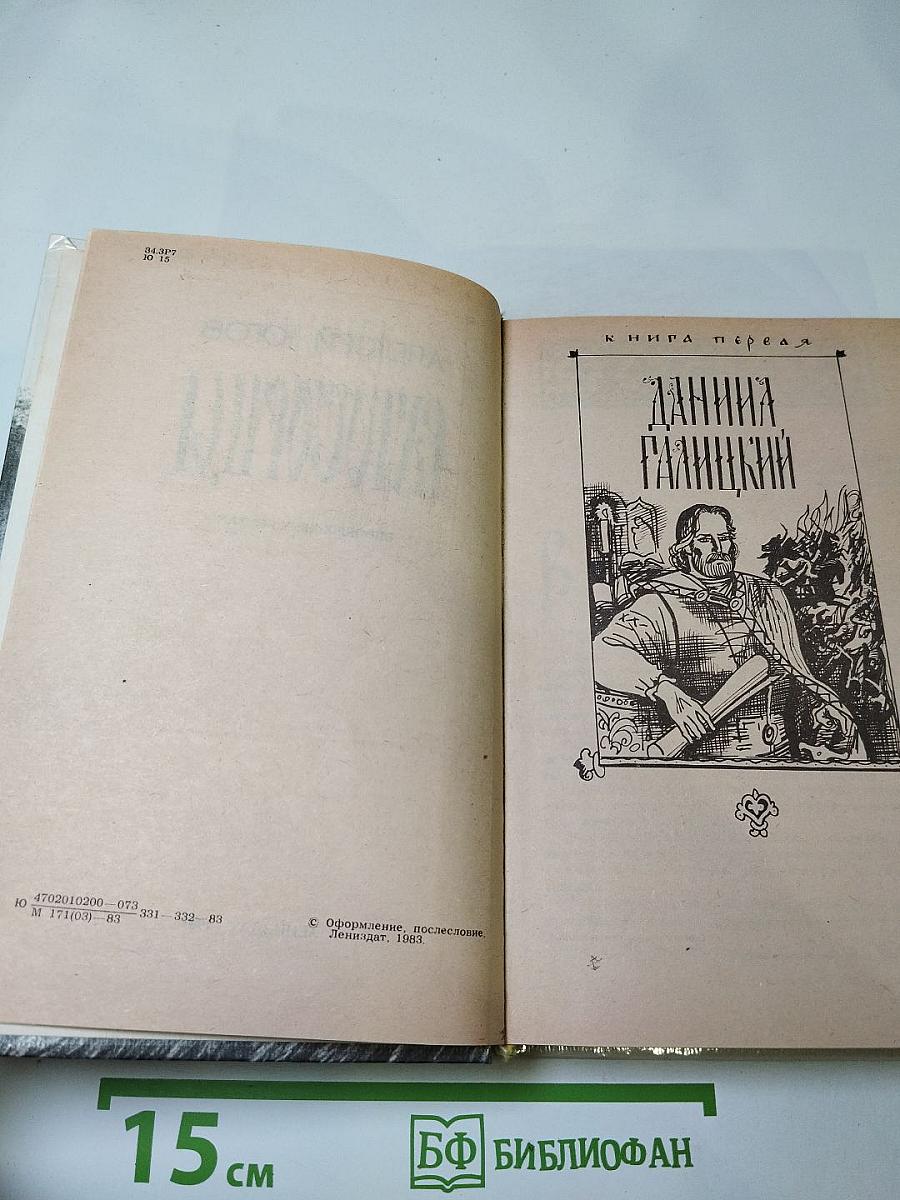 84.3Р7
Ю 15
Ю 4702010200—073
М 171(03)—83 331—332—83
© Оформление, послесловие.
Лениздат, 1983.
КНИГА ПЕРВАЯ
ДАНИИЛ
ГАЛИЦКИЙ
15 см
БФ БИБЛИОФАН